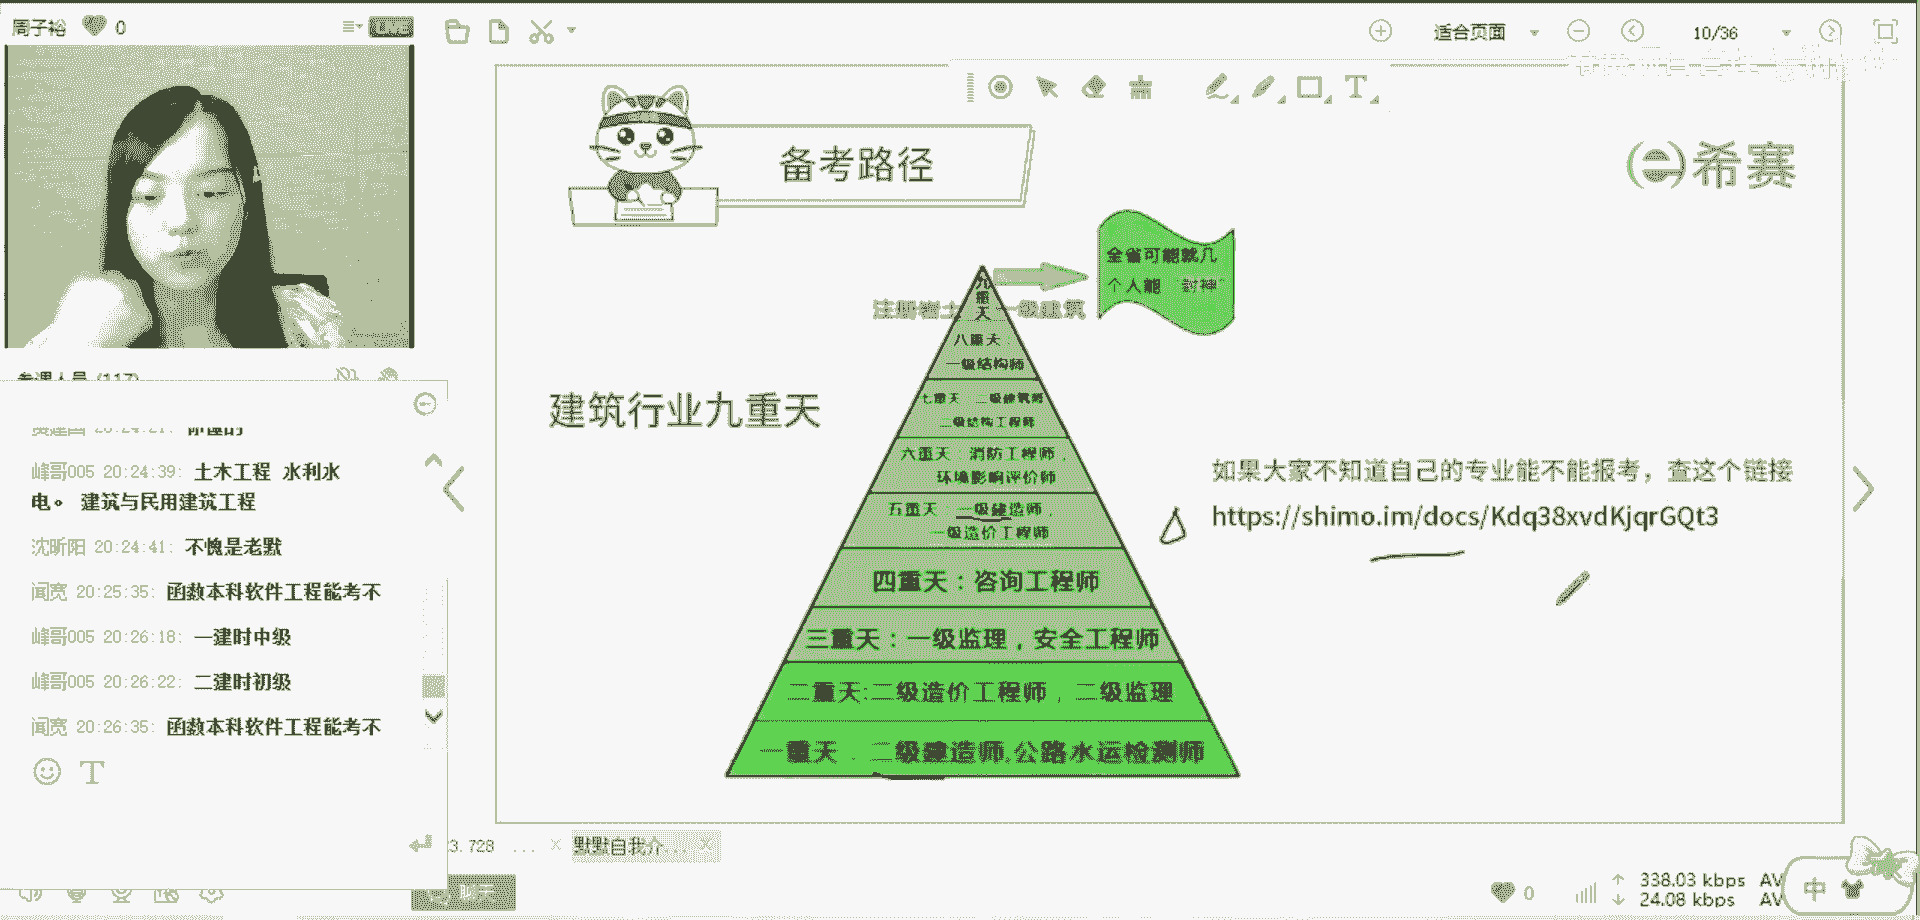 周子裕 0
适合页面 10/36
备考路径
希赛
全省可能就几
个人能“封神”
九重天
注册岩土 一级建筑
八重天
一级结构师
建筑行业九重天
七重天：二级建筑师
二级结构工程师
六重天：消防工程师，
环境影响评价师
五重天：一级建造师，
一级造价工程师
四重天：咨询工程师
三重天：一级监理，安全工程师
二重天:二级造价工程师，二级监理
一重天：二级建造师,公路水运检测师
如果大家不知道自己的专业能不能报考，查这个链接
https://shimo.im/docs/Kdq38xvdKjqrGQt3
(117)
峰哥005 20:24:39: 土木工程 水利水
电。 建筑与民用建筑工程
沈昕阳 20:24:41: 不愧是老默
闻宽 20:25:35: 函数本科软件工程能考不
峰哥005 20:26:18: 一建时中级
峰哥005 20:26:22: 二建时初级
闻宽 20:26:35: 函数本科软件工程能考不
3.728 ...
默默自我介...
0
338.03 kbps
24.08 kbps
中